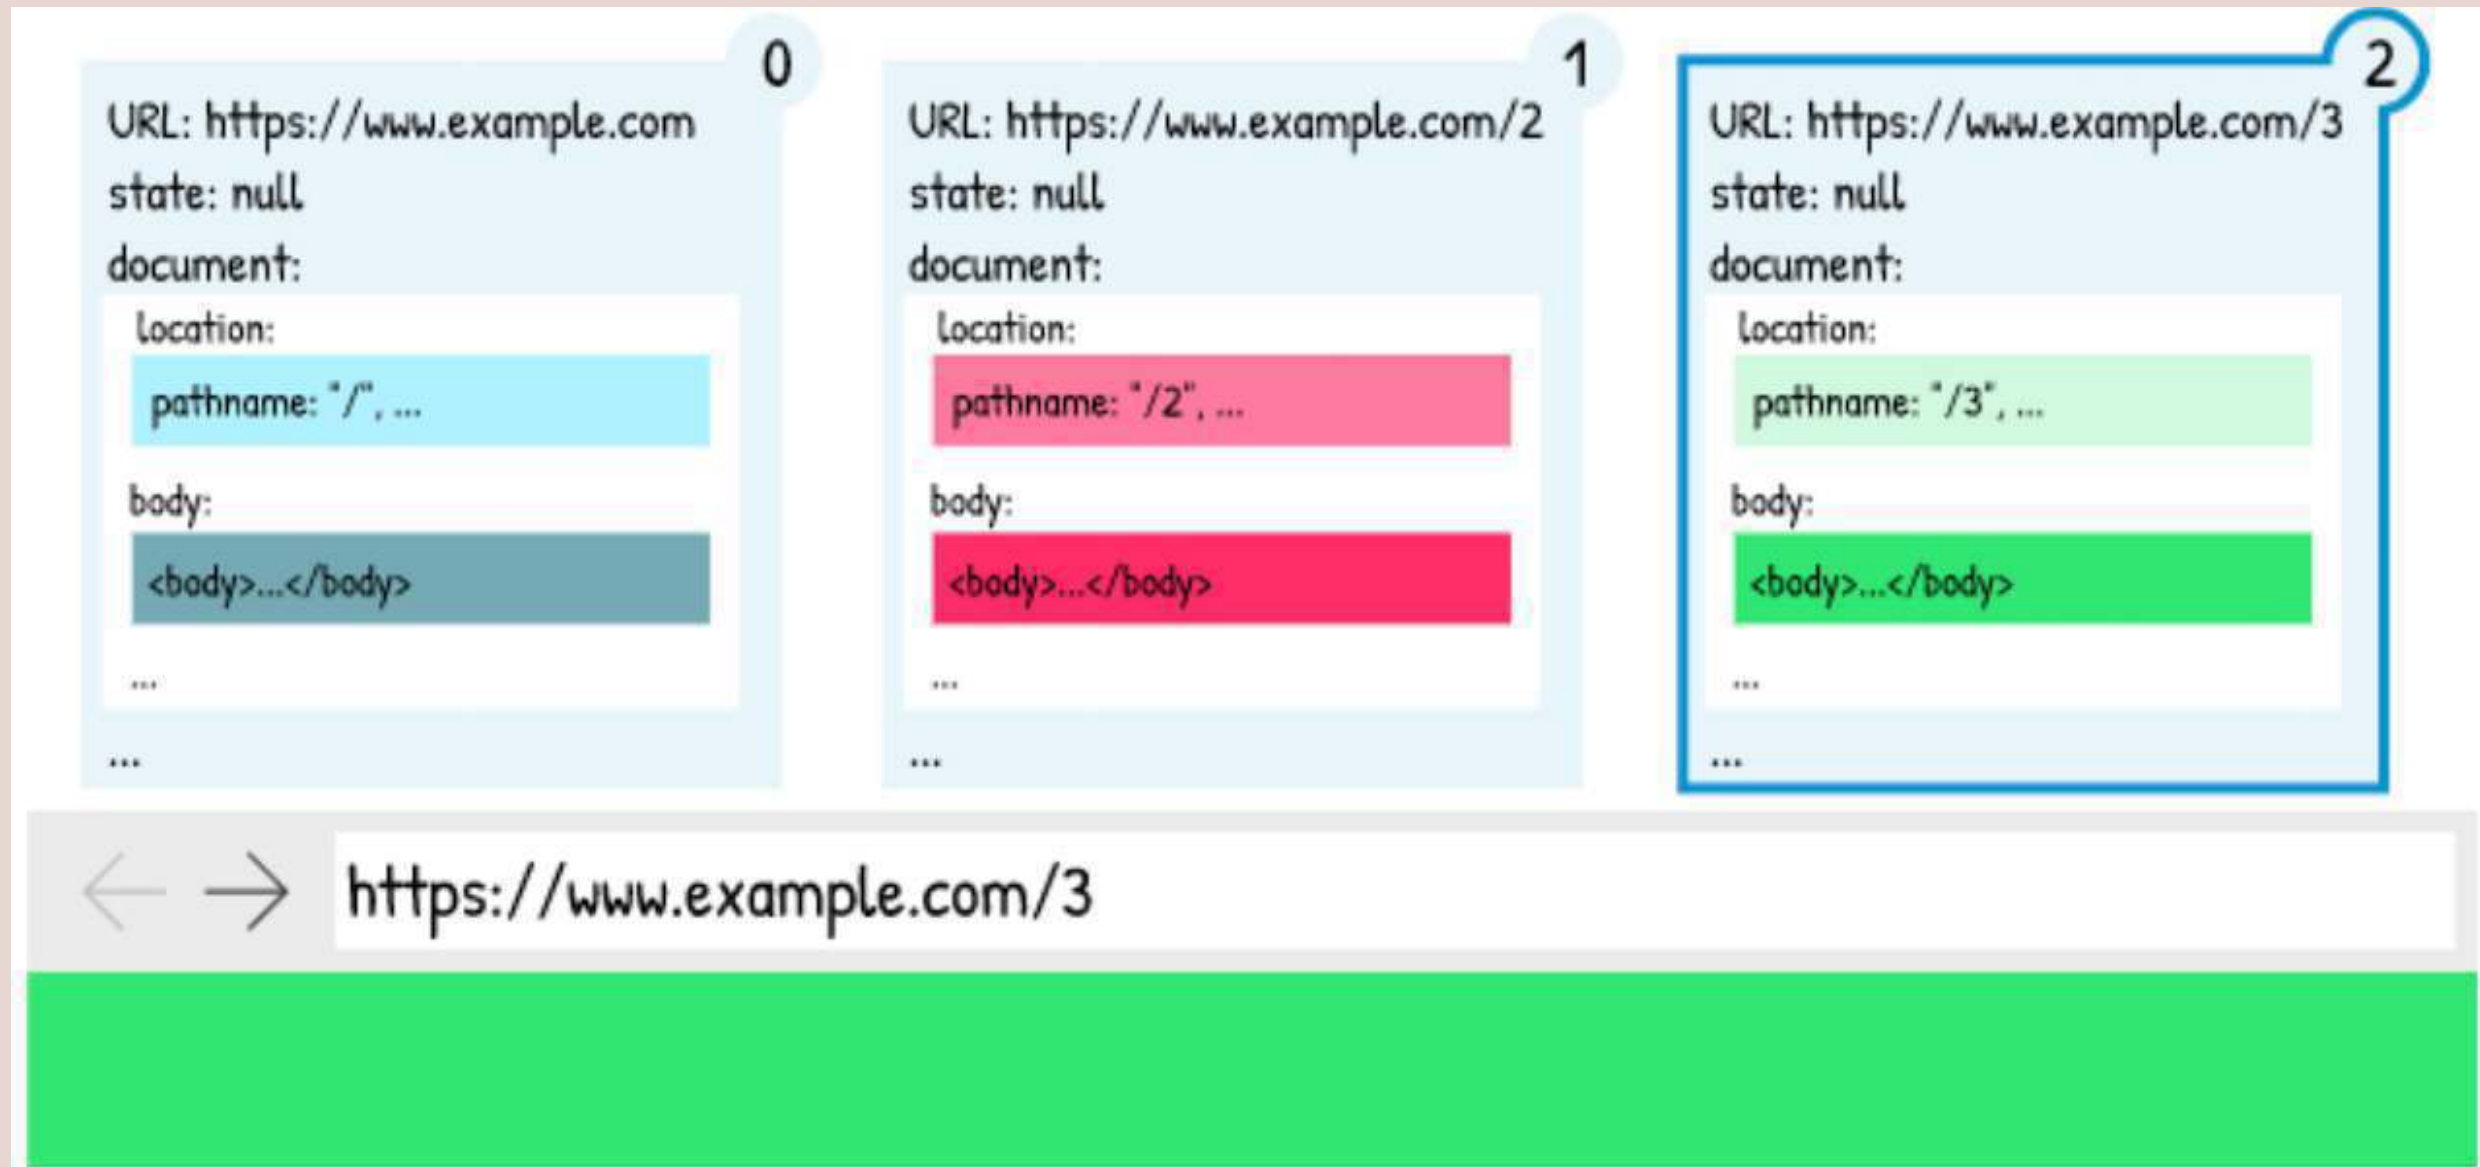 0
URL: https://www.example.com
state: null
document:
location:
pathname: "/", ...
body:
<body>...</body>
...
...
1
URL: https://www.example.com/2
state: null
document:
location:
pathname: "/2", ...
body:
<body>...</body>
...
...
2
URL: https://www.example.com/3
state: null
document:
location:
pathname: "/3", ...
body:
<body>...</body>
...
...
https://www.example.com/3